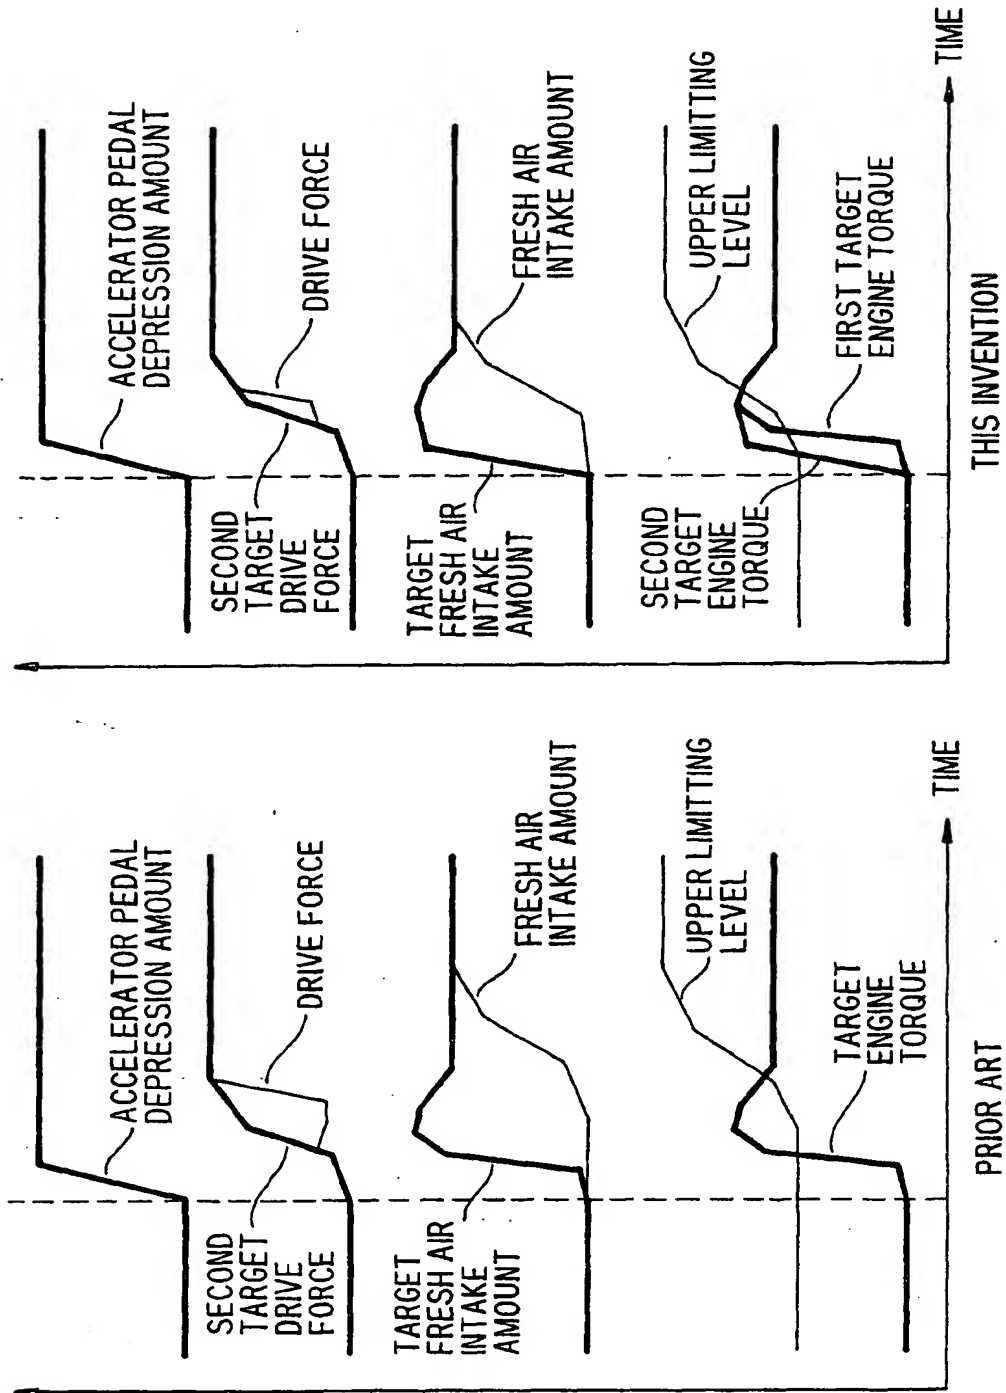 ACCELERATOR PEDAL
DEPRESSION AMOUNT
SECOND
TARGET
DRIVE
FORCE
DRIVE FORCE
TARGET
FRESH AIR
INTAKE
AMOUNT
FRESH AIR
INTAKE AMOUNT
UPPER LIMITTING
LEVEL
TARGET
ENGINE
TORQUE
TIME
PRIOR ART
ACCELERATOR PEDAL
DEPRESSION AMOUNT
SECOND
TARGET
DRIVE
FORCE
DRIVE FORCE
TARGET
FRESH AIR
INTAKE
AMOUNT
FRESH AIR
INTAKE AMOUNT
SECOND
TARGET
ENGINE
TORQUE
UPPER LIMITTING
LEVEL
FIRST TARGET
ENGINE TORQUE
TIME
THIS INVENTION